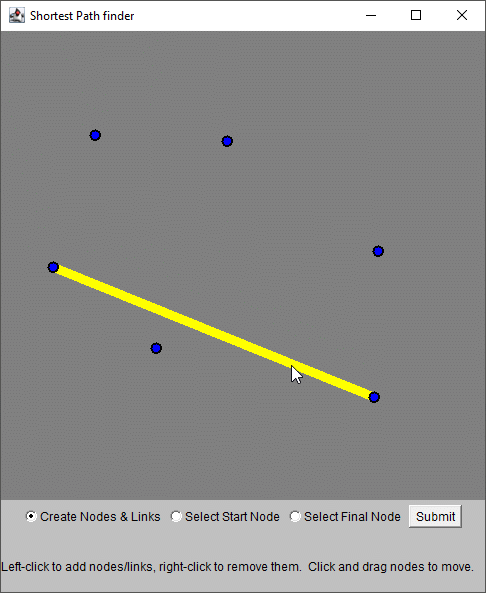 Shortest Path finder
Create Nodes & Links Select Start Node Select Final Node Submit
Left-click to add nodes/links, right-click to remove them.  Click and drag nodes to move.